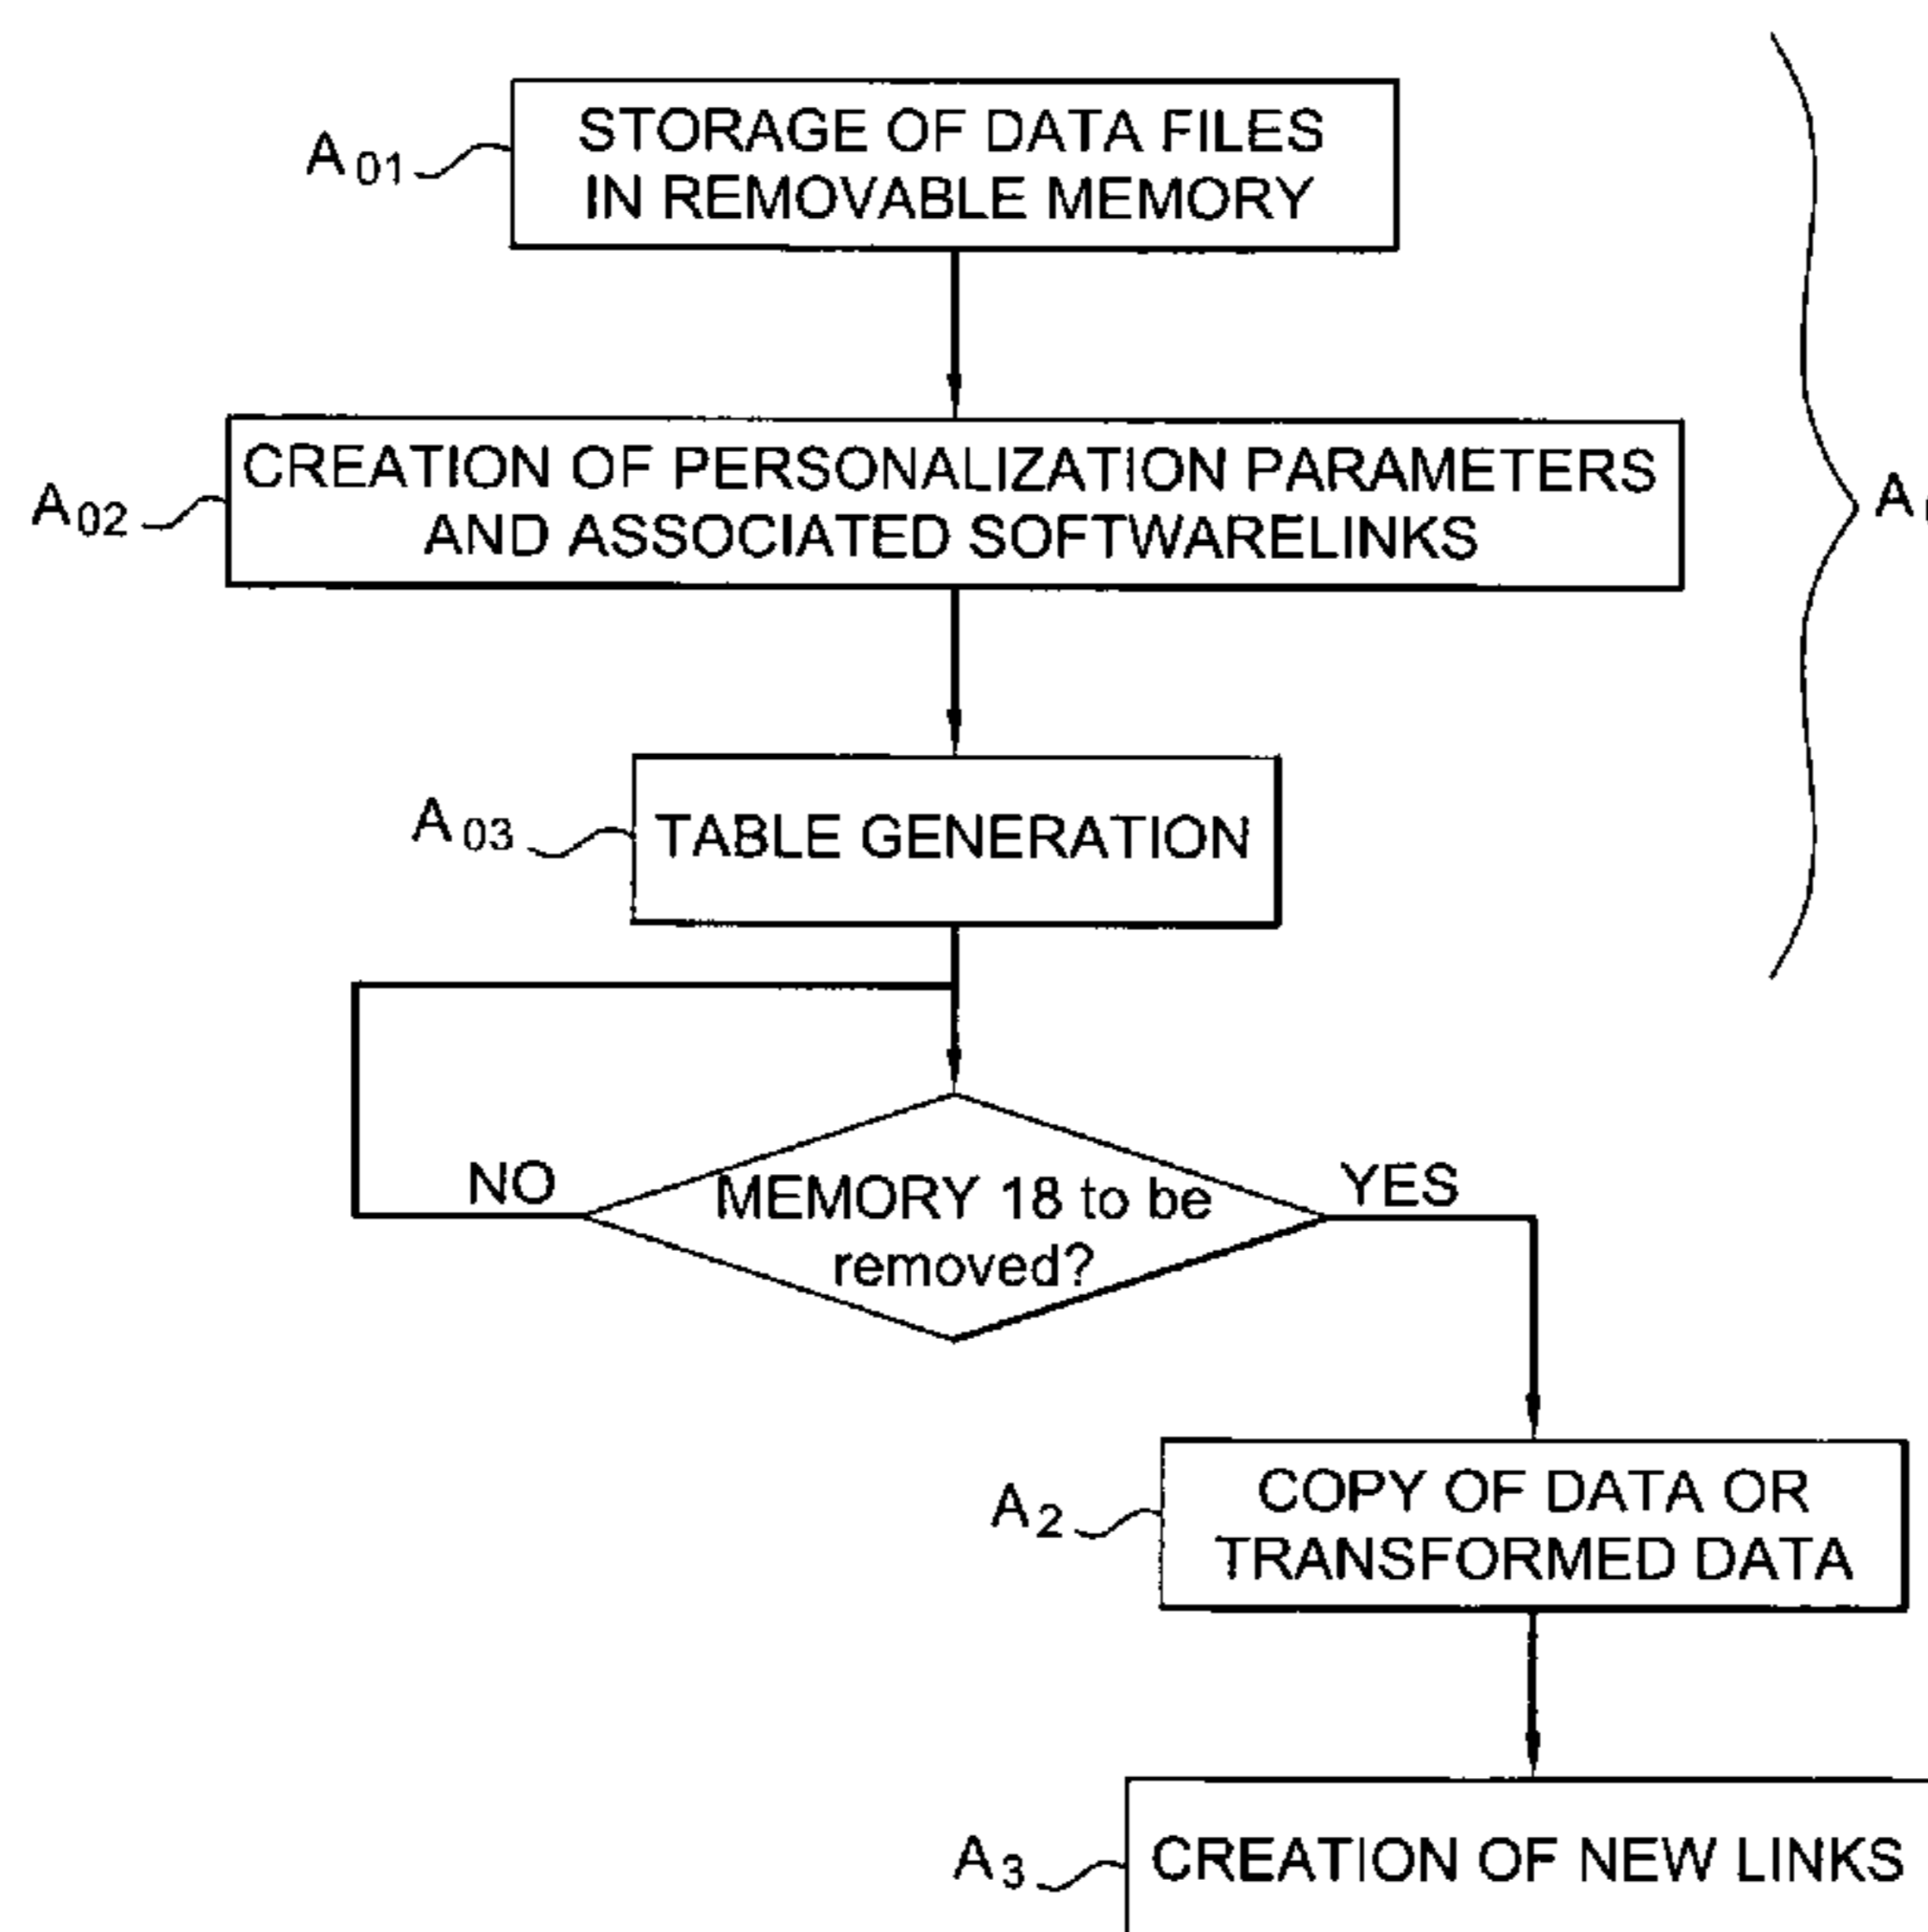 A01
STORAGE OF DATA FILES
IN REMOVABLE MEMORY
A02
CREATION OF PERSONALIZATION PARAMETERS
AND ASSOCIATED SOFTWARELINKS
A
A03
TABLE GENERATION
NO
MEMORY 18 to be
removed?
YES
A2
COPY OF DATA OR
TRANSFORMED DATA
A3
CREATION OF NEW LINKS